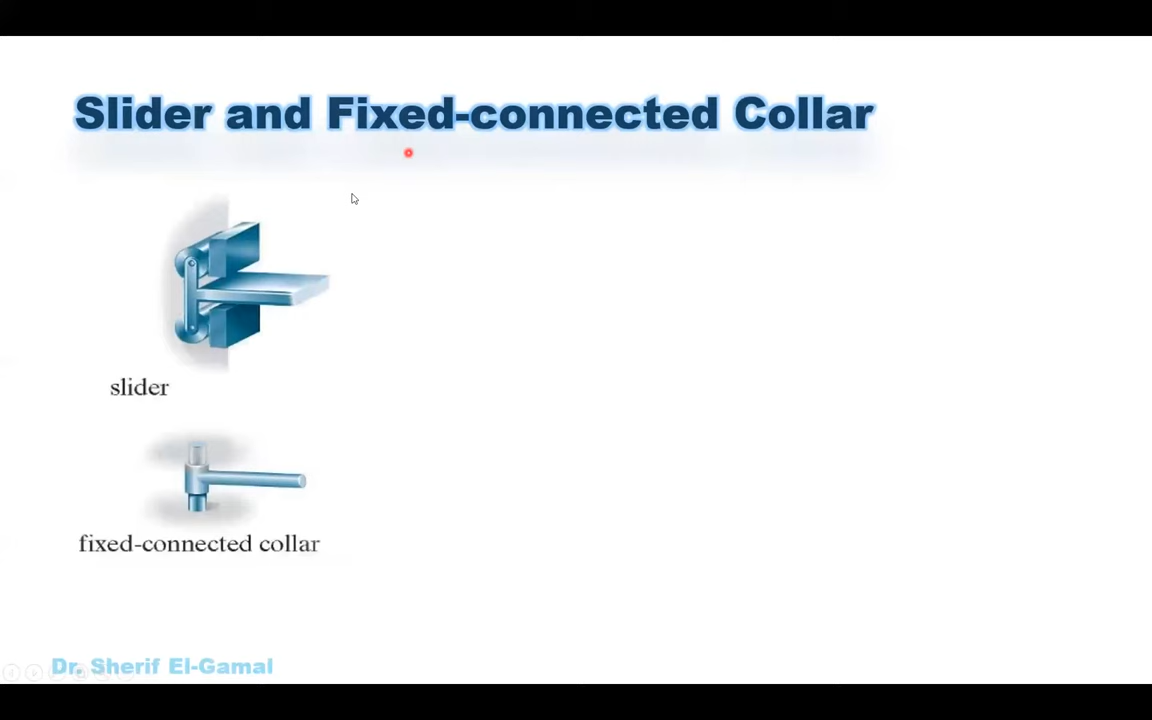 Slider and Fixed-connected Collar
slider
fixed-connected collar
Dr. Sherif El-Gamal